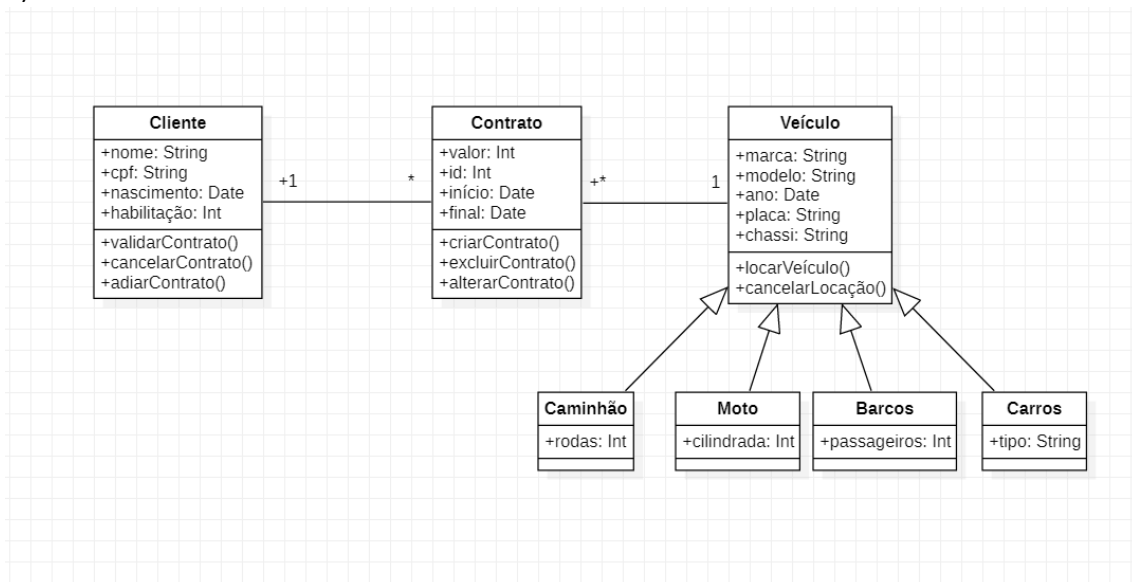 Cliente
+nome: String
+cpf: String
+nascimento: Date
+habilitação: Int
+validarContrato()
+cancelarContrato()
+adiarContrato()
+1
*
Contrato
+valor: Int
+id: Int
+início: Date
+final: Date
+criarContrato()
+excluirContrato()
+alterarContrato()
+*
1
Veículo
+marca: String
+modelo: String
+ano: Date
+placa: String
+chassi: String
+locarVeículo()
+cancelarLocação()
Caminhão
+rodas: Int
Moto
+cilindrada: Int
Barcos
+passageiros: Int
Carros
+tipo: String